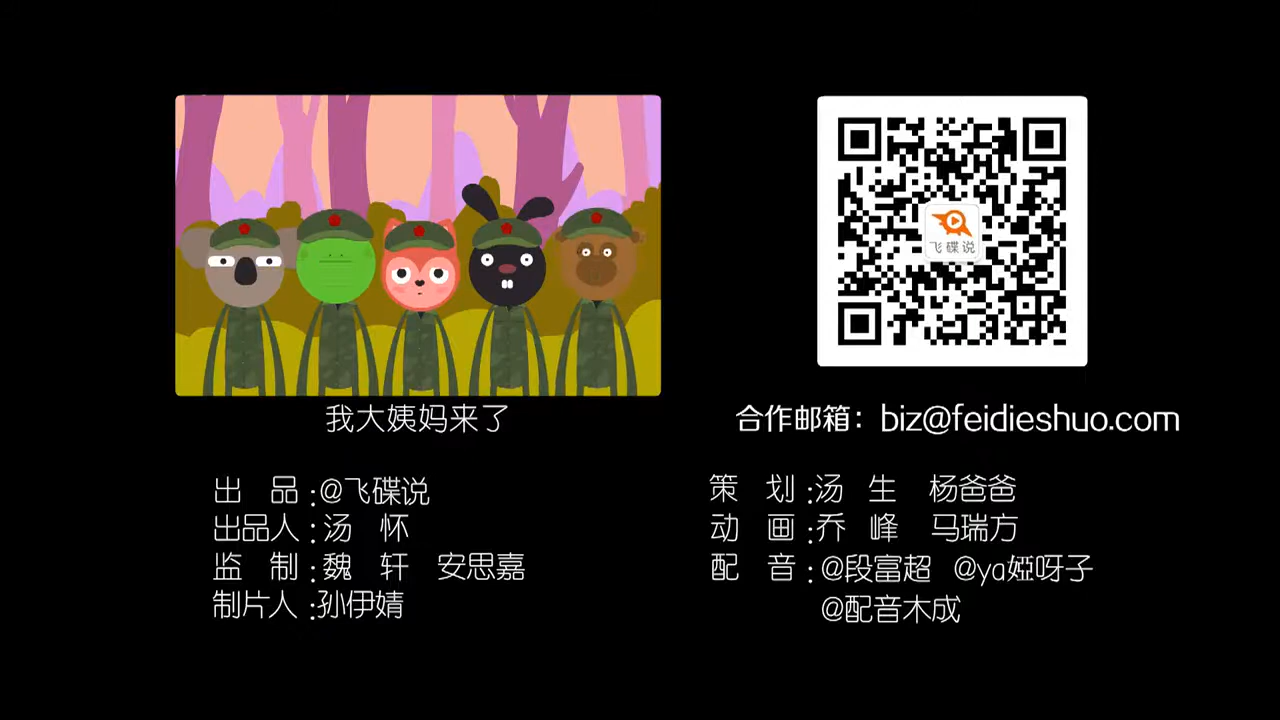 飞碟说
我大姨妈来了
合作邮箱：biz@feidieshuo.com
出 品：@飞碟说
出品人：汤 怀
监 制：魏 轩 安思嘉
制片人：孙伊婧
策 划：汤 生 杨爸爸
动 画：乔 峰 马瑞方
配 音：@段富超 @ya婭呀子
@配音木成